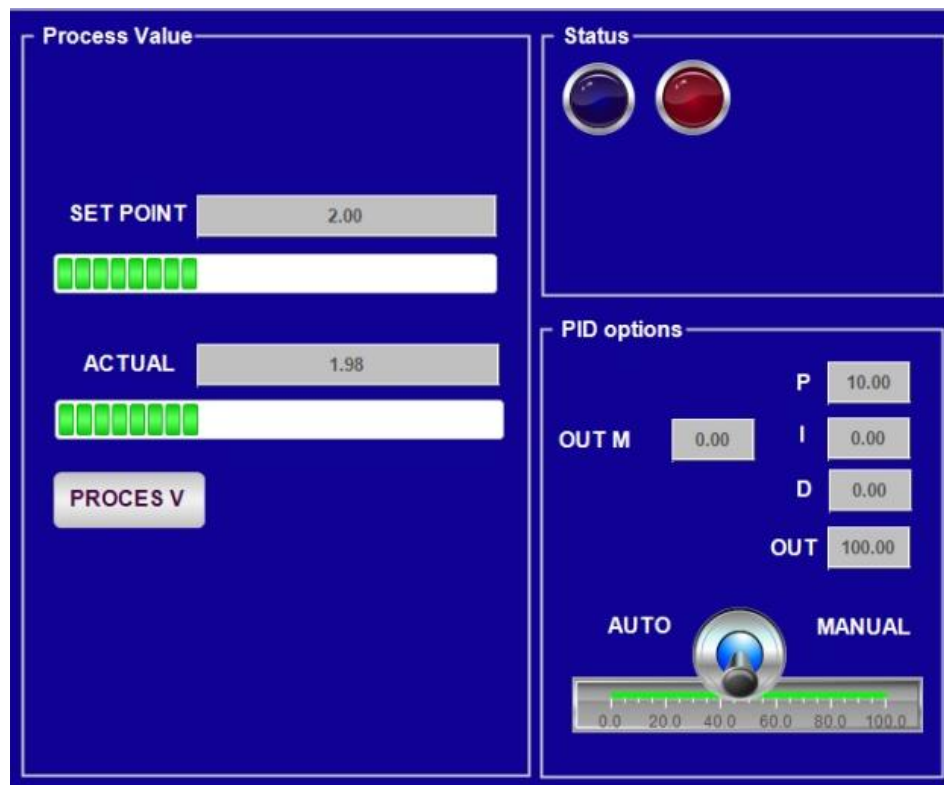 Process Value
SET POINT 2.00
ACTUAL 1.98
PROCES V
Status
PID options
P 10.00
OUT M 0.00 I 0.00
D 0.00
OUT 100.00
AUTO MANUAL
0.0 20.0 40.0 60.0 80.0 100.0